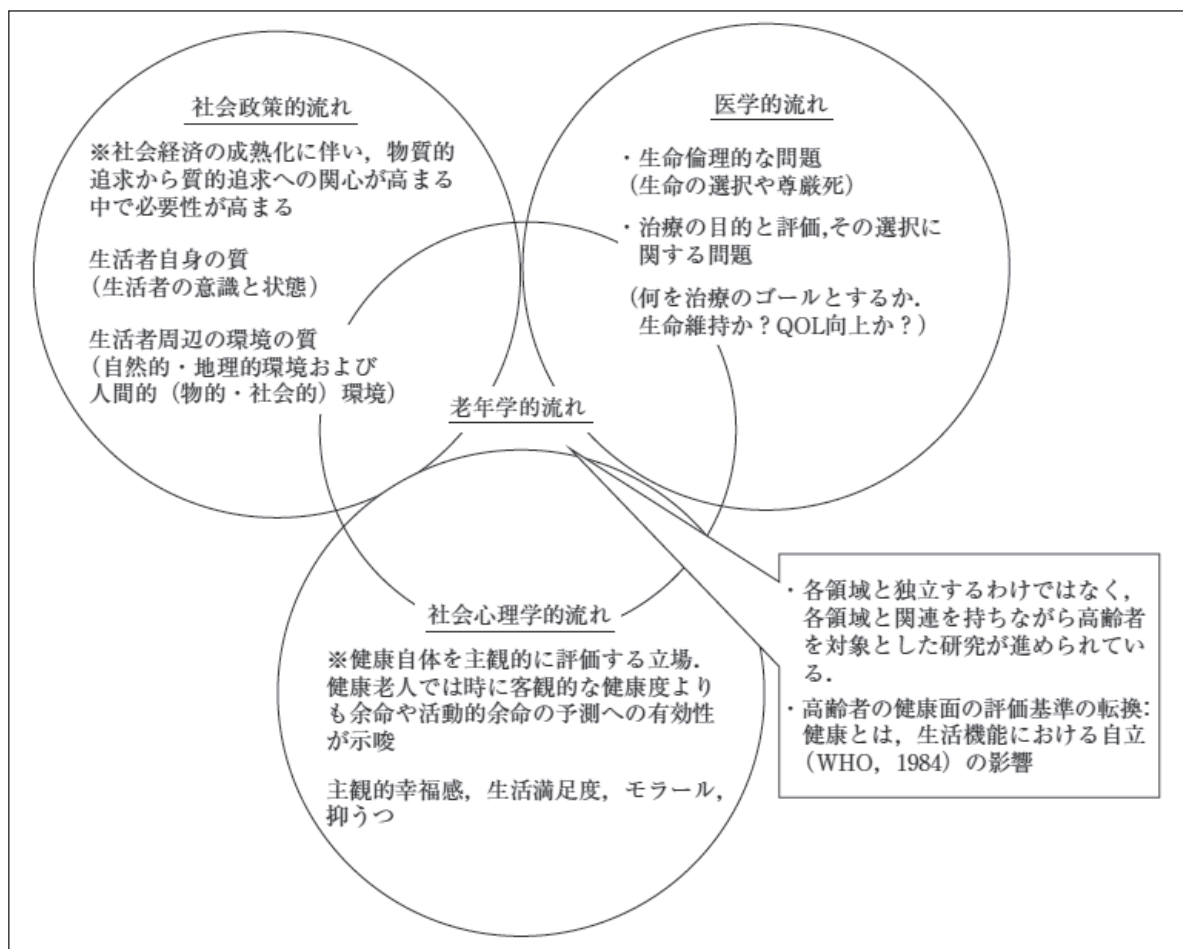 社会政策的流れ
※社会経済の成熟化に伴い，物質的
追求から質的追求への関心が高まる
中で必要性が高まる
生活者自身の質
（生活者の意識と状態）
生活者周辺の環境の質
（自然的・地理的環境および
人間的（物的・社会的）環境）
医学的流れ
・生命倫理的な問題
（生命の選択や尊厳死）
・治療の目的と評価,その選択に
関する問題
（何を治療のゴールとするか．
生命維持か？QOL向上か？）
老年学的流れ
社会心理学的流れ
※健康自体を主観的に評価する立場．
健康老人では時に客観的な健康度より
も余命や活動的余命の予測への有効性
が示唆
主観的幸福感，生活満足度，モラール，
抑うつ
・各領域と独立するわけではなく，
各領域と関連を持ちながら高齢者
を対象とした研究が進められてい
る．
・高齢者の健康面の評価基準の転換:
健康とは，生活機能における自立
（WHO，1984）の影響